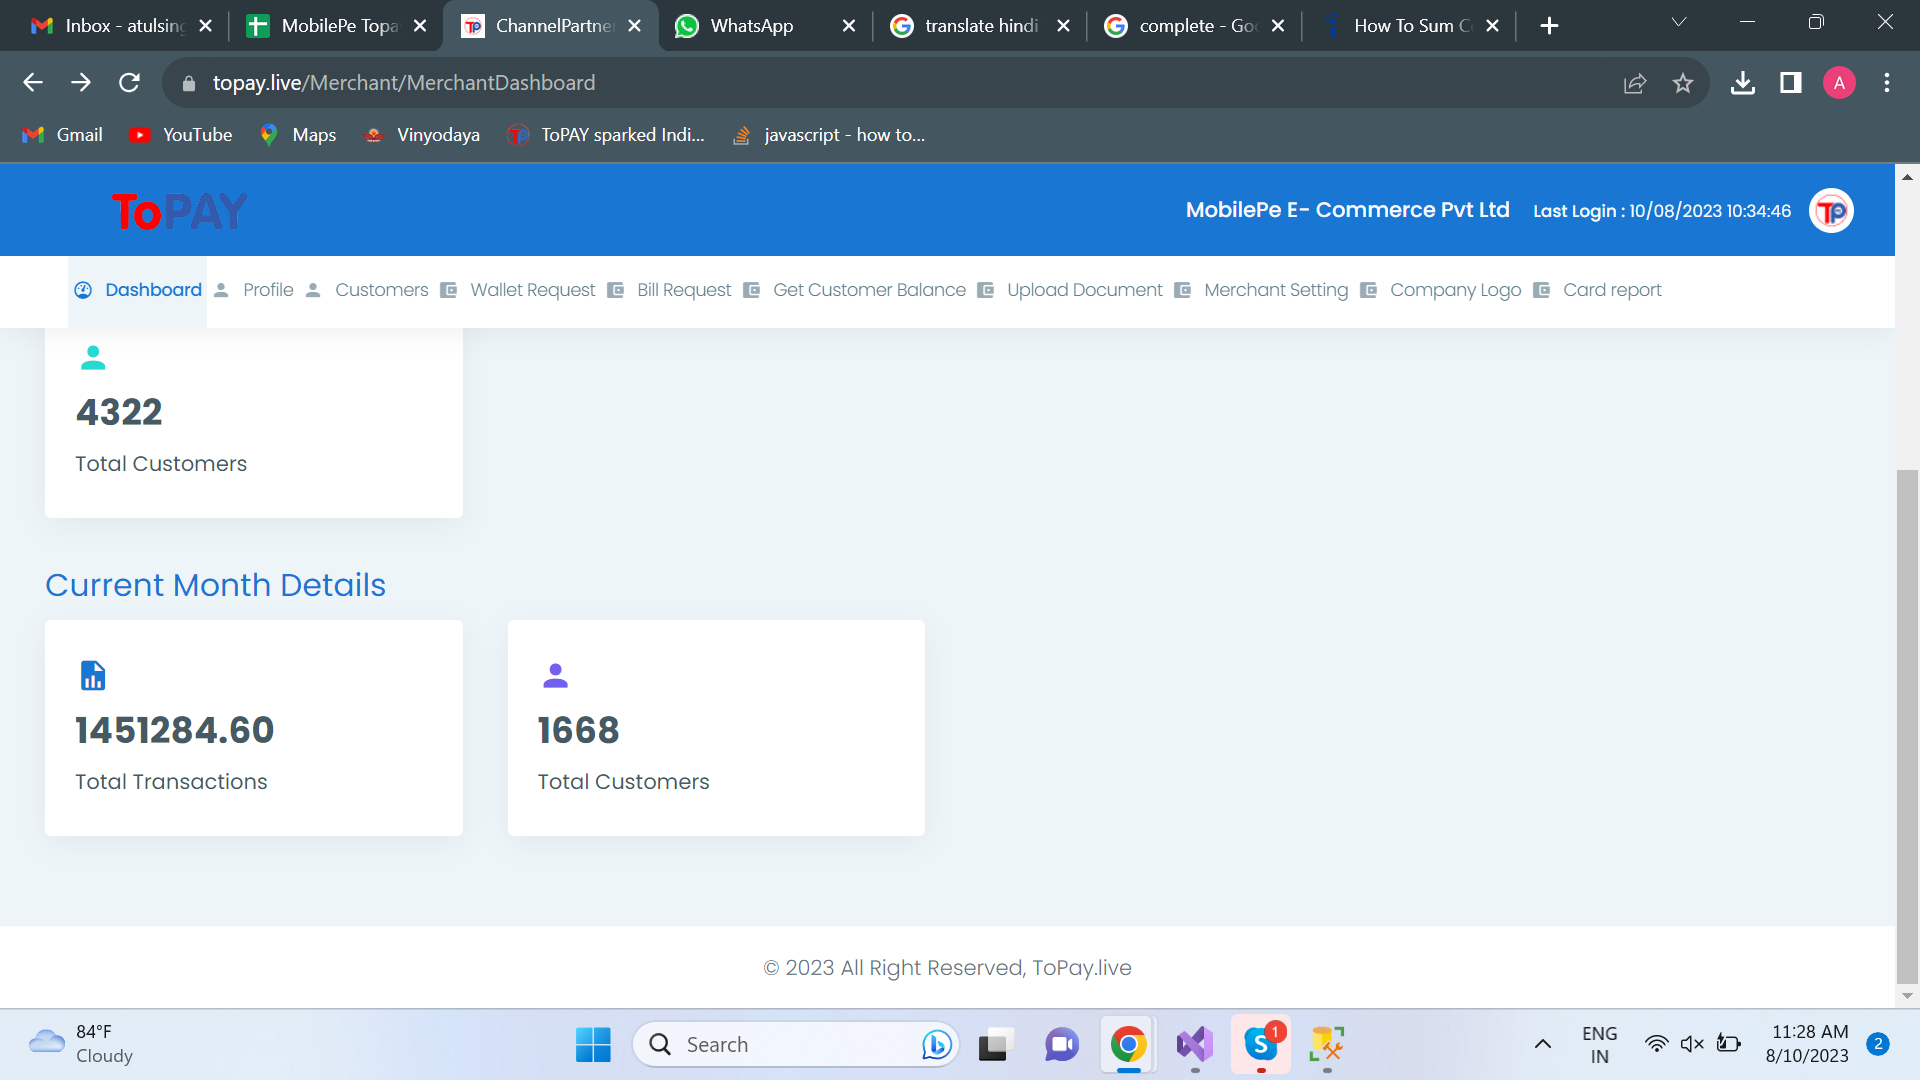 Inbox - atulsing
MobilePe Topa
ChannelPartne
WhatsApp
translate hindi
complete - Go
How To Sum C
topay.live/Merchant/MerchantDashboard
A
Gmail
YouTube
Maps
Vinyodaya
ToPAY sparked Indi...
javascript - how to...
ToPAY
MobilePe E- Commerce Pvt Ltd
Last Login : 10/08/2023 10:34:46
TP
Dashboard
Profile
Customers
Wallet Request
Bill Request
Get Customer Balance
Upload Document
Merchant Setting
Company Logo
Card report
4322
Total Customers
Current Month Details
1451284.60
Total Transactions
1668
Total Customers
© 2023 All Right Reserved, ToPay.live
84°F
Cloudy
Search
1
ENG
IN
11:28 AM
8/10/2023
2